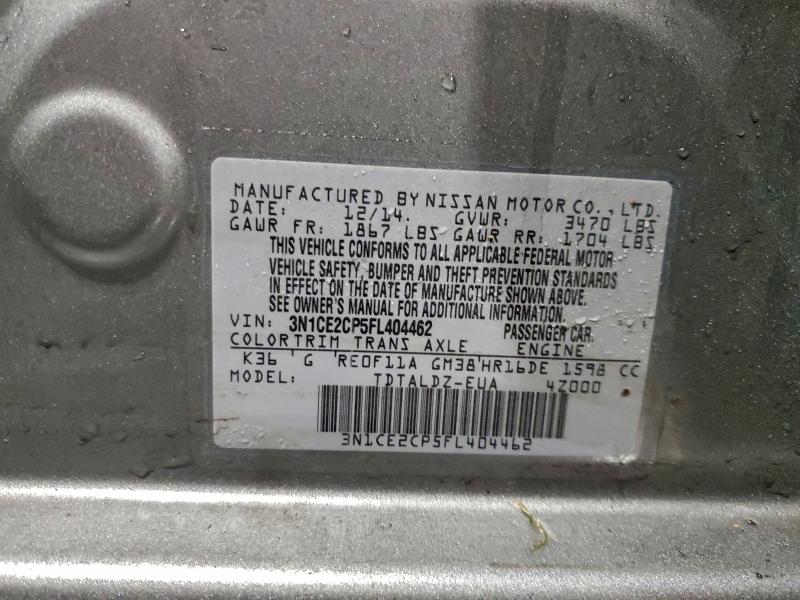 MANUFACTURED BY NISSAN MOTOR CO., LTD.
DATE: 12/14. GVWR: 3470 LBS
GAWR FR: 1867 LBS GAWR RR: 1704 LBS
THIS VEHICLE CONFORMS TO ALL APPLICABLE FEDERAL MOTOR
VEHICLE SAFETY, BUMPER AND THEFT PREVENTION STANDARDS
IN EFFECT ON THE DATE OF MANUFACTURE SHOWN ABOVE.
SEE OWNER'S MANUAL FOR ADDITIONAL INFORMATION.
VIN: 3N1CE2CP5FL404462 PASSENGER CAR.
COLORTRIM TRANS AXLE ENGINE
K36 'G 'RE0F11A GM38'HR16DE 1598 CC
MODEL: TDTALDZ-EUA 4Z000
3N1CE2CP5FL404462